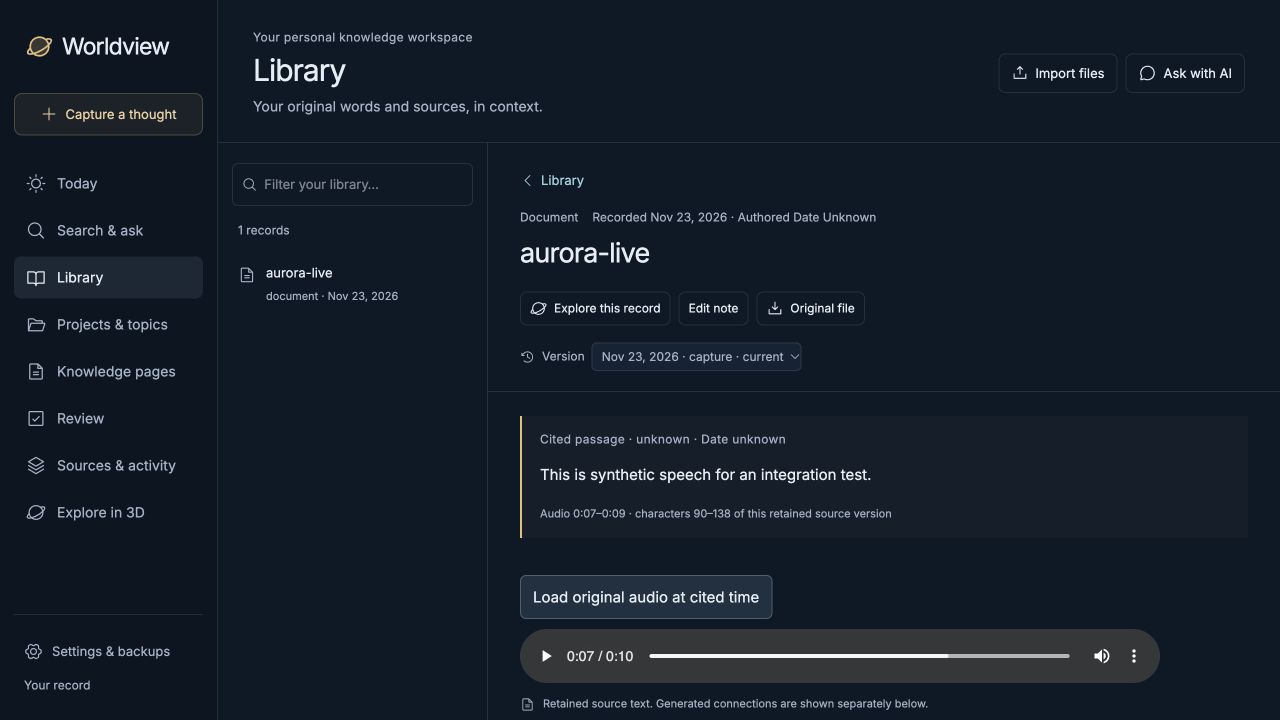 Worldview
Capture a thought
Today
Search & ask
Library
Projects & topics
Knowledge pages
Review
Sources & activity
Explore in 3D
Settings & backups
Your record
Your personal knowledge workspace
Library
Your original words and sources, in context.
Import files
Ask with AI
Filter your library...
1 records
aurora-live
document · Nov 23, 2026
Library
Document Recorded Nov 23, 2026 · Authored Date Unknown
aurora-live
Explore this record
Edit note
Original file
Version Nov 23, 2026 · capture · current
Cited passage · unknown · Date unknown
This is synthetic speech for an integration test.
Audio 0:07–0:09 · characters 90–138 of this retained source version
Load original audio at cited time
0:07 / 0:10
Retained source text. Generated connections are shown separately below.